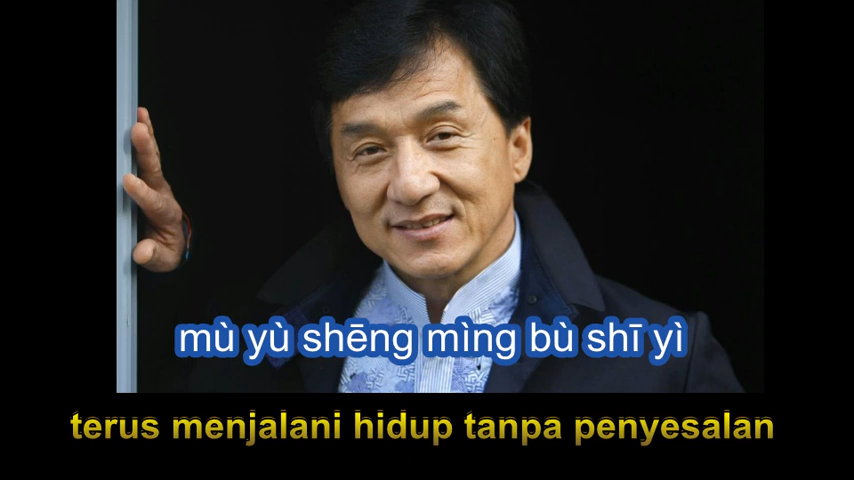 mù yù shēng mìng bù shī yì
terus menjalani hidup tanpa penyesalan